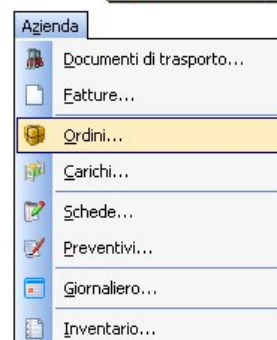 Azienda
Documenti di trasporto...
Fatture...
Ordini...
Carichi...
Schede...
Preventivi...
Giornaliero...
Inventario...